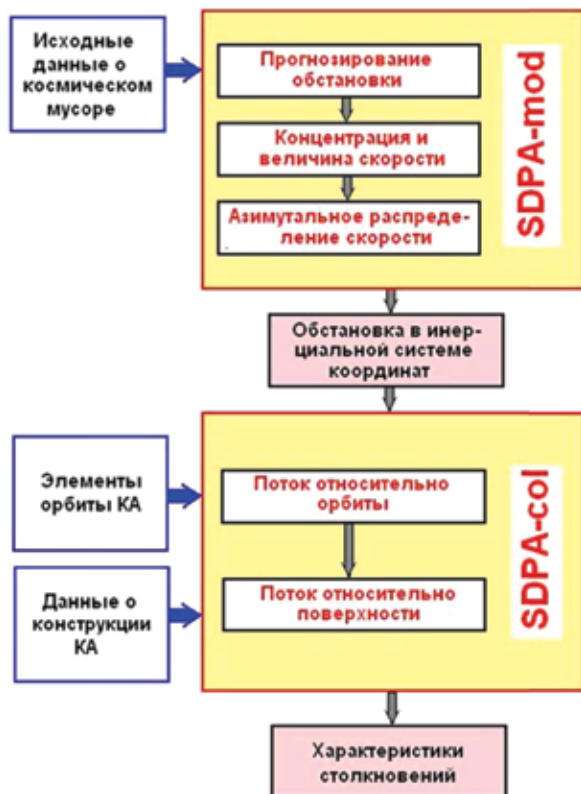 Исходные
данные о
космическом
мусоре
Прогнозирование
обстановки
Концентрация и
величина скорости
Азимутальное распреде-
ление скорости
SDPA-mod
Обстановка в инер-
циальной системе
координат
Элементы
орбиты КА
Поток относительно
орбиты
Данные о
конструкции
КА
Поток относительно
поверхности
SDPA-col
Характеристики
столкновений